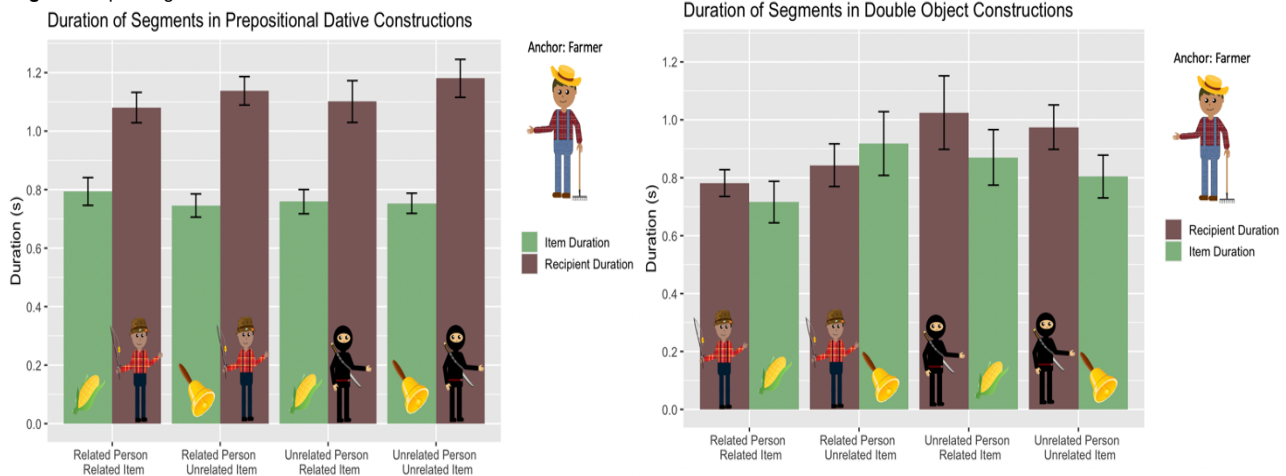 Duration of Segments in Prepositional Dative Constructions
Anchor: Farmer
Duration (s)
1.2
1.0
0.8
0.6
0.4
0.2
0.0
Related Person
Related Item
Related Person
Unrelated Item
Unrelated Person
Related Item
Unrelated Person
Unrelated Item
Item Duration
Recipient Duration
Duration of Segments in Double Object Constructions
Anchor: Farmer
Duration (s)
1.2
1.0
0.8
0.6
0.4
0.2
0.0
Related Person
Related Item
Related Person
Unrelated Item
Unrelated Person
Related Item
Unrelated Person
Unrelated Item
Recipient Duration
Item Duration